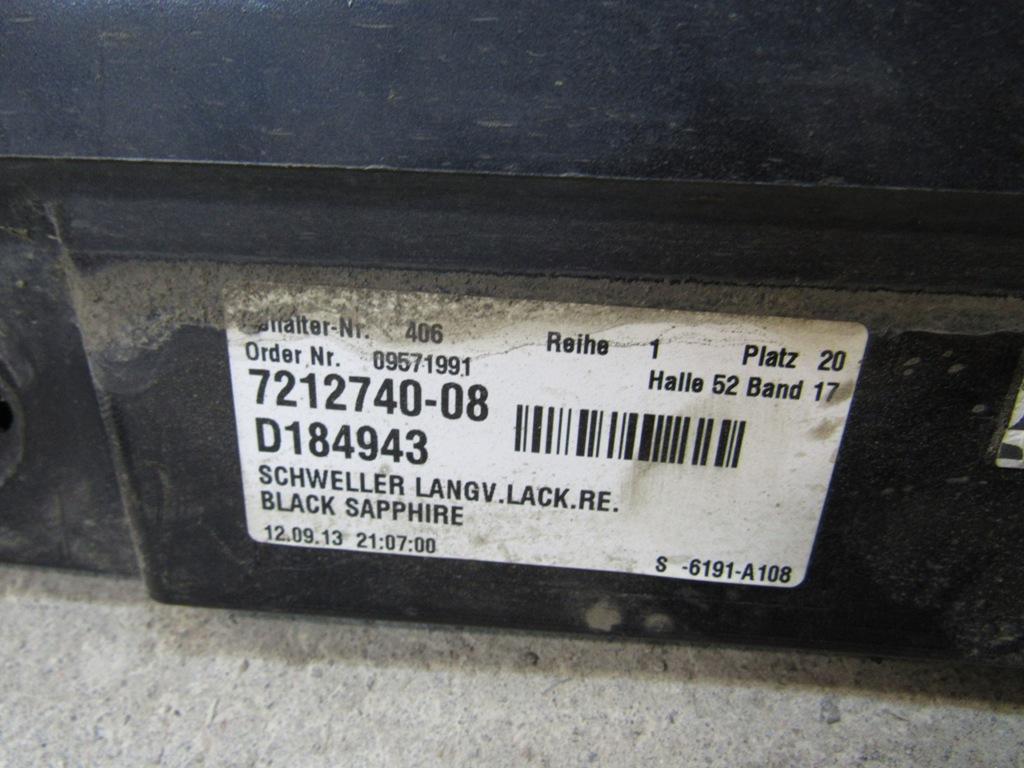 406 Reihe 1 Platz 20
Order Nr. 09571991 Halle 52 Band 17
7212740-08
D184943
SCHWELLER LANGV.LACK.RE.
BLACK SAPPHIRE
12.09.13 21:07:00
S -6191-A108